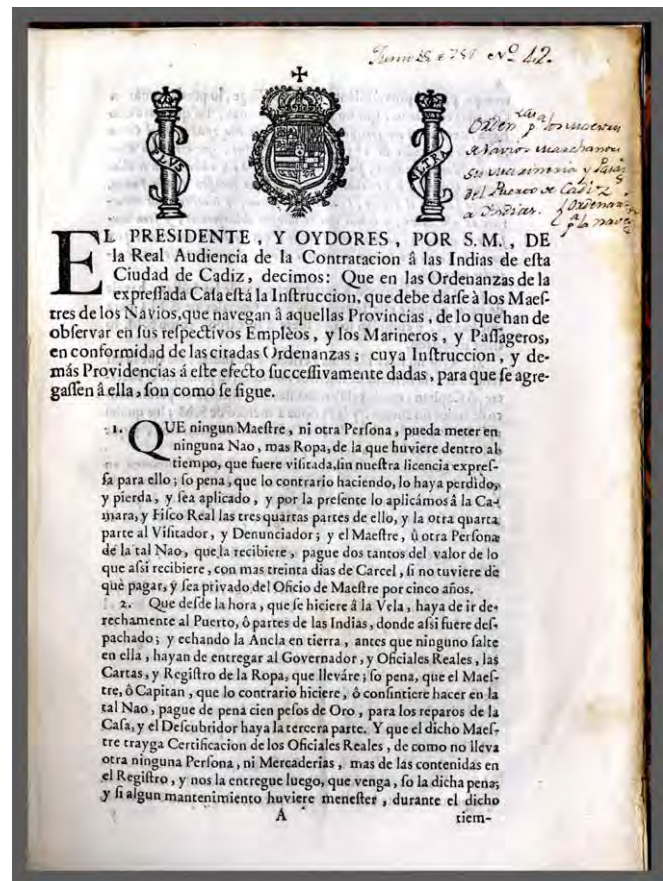 Nº 42.
PLVS
VLTRA
Orden para los Maestres
de Navios Marchantes
del Puerto de Cadiz
a Indias.
EL PRESIDENTE, Y OYDORES, POR S.M., DE
la Real Audiencia de la Contratacion â las Indias de eſta
Ciudad de Cadiz, decimos: Que en las Ordenanzas de la
expreſſada Caſa eſtá la Inſtruccion, que debe darſe à los Maeſ-
tres de los Navios, que navegan â aquellas Provincias, de lo que han de
obſervar en ſus reſpectivos Emplèos, y los Marineros, y Paſſageros,
en conformidad de las citadas Ordenanzas; cuya Inſtruccion, y de-
más Providencias á eſte efecto ſucceſſivamente dadas, para que ſe agre-
gaſſen â ella, ſon como ſe ſigue.
1. QUE ningun Maeſtre, ni otra Perſona, pueda meter en
ninguna Nao, mas Ropa, de la que huviere dentro al
tiempo, que fuere viſitada, ſin nueſtra licencia expreſ-
ſa para ello; ſo pena, que lo contrario haciendo, lo haya perdido,
y pierda, y ſea aplicado, y por la preſente lo aplicámos â la Ca-
mara, y Fiſco Real las tres quartas partes de ello, y la otra quarta
parte al Viſitador, y Denunciador; y el Maeſtre, û otra Perſona
de la tal Nao, que la recibiere, pague dos tantos del valor de lo
que aſsi recibiere, con mas treinta dias de Carcel, ſi no tuviere de
què pagar, y ſea privado del Oficio de Maeſtre por cinco años.
2. Que deſde la hora, que ſe hiciere â la Vela, haya de ir de-
rechamente al Puerto, ô partes de las Indias, donde aſsi fuere deſ-
pachado; y echando la Ancla en tierra, antes que ninguno ſalte
en ella, hayan de entregar al Governador, y Oficiales Reales, las
Cartas, y Regiſtro de la Ropa, que lleváre; ſo pena, que el Maeſ-
tre, ô Capitan, que lo contrario hiciere, ô conſintiere hacer en la
tal Nao, pague de pena cien peſos de Oro, para los reparos de la
Caſa, y el Deſcubridor haya la tercera parte. Y que el dicho Maeſ-
tre trayga Certificacion de los Oficiales Reales, de como no lleva
otra ninguna Perſona, ni Mercaderias, mas de las contenidas en
el Regiſtro, y nos la entregue luego, que venga, ſo la dicha pena;
y ſi algun mantenimiento huviere meneſter, durante el dicho
A tiem-